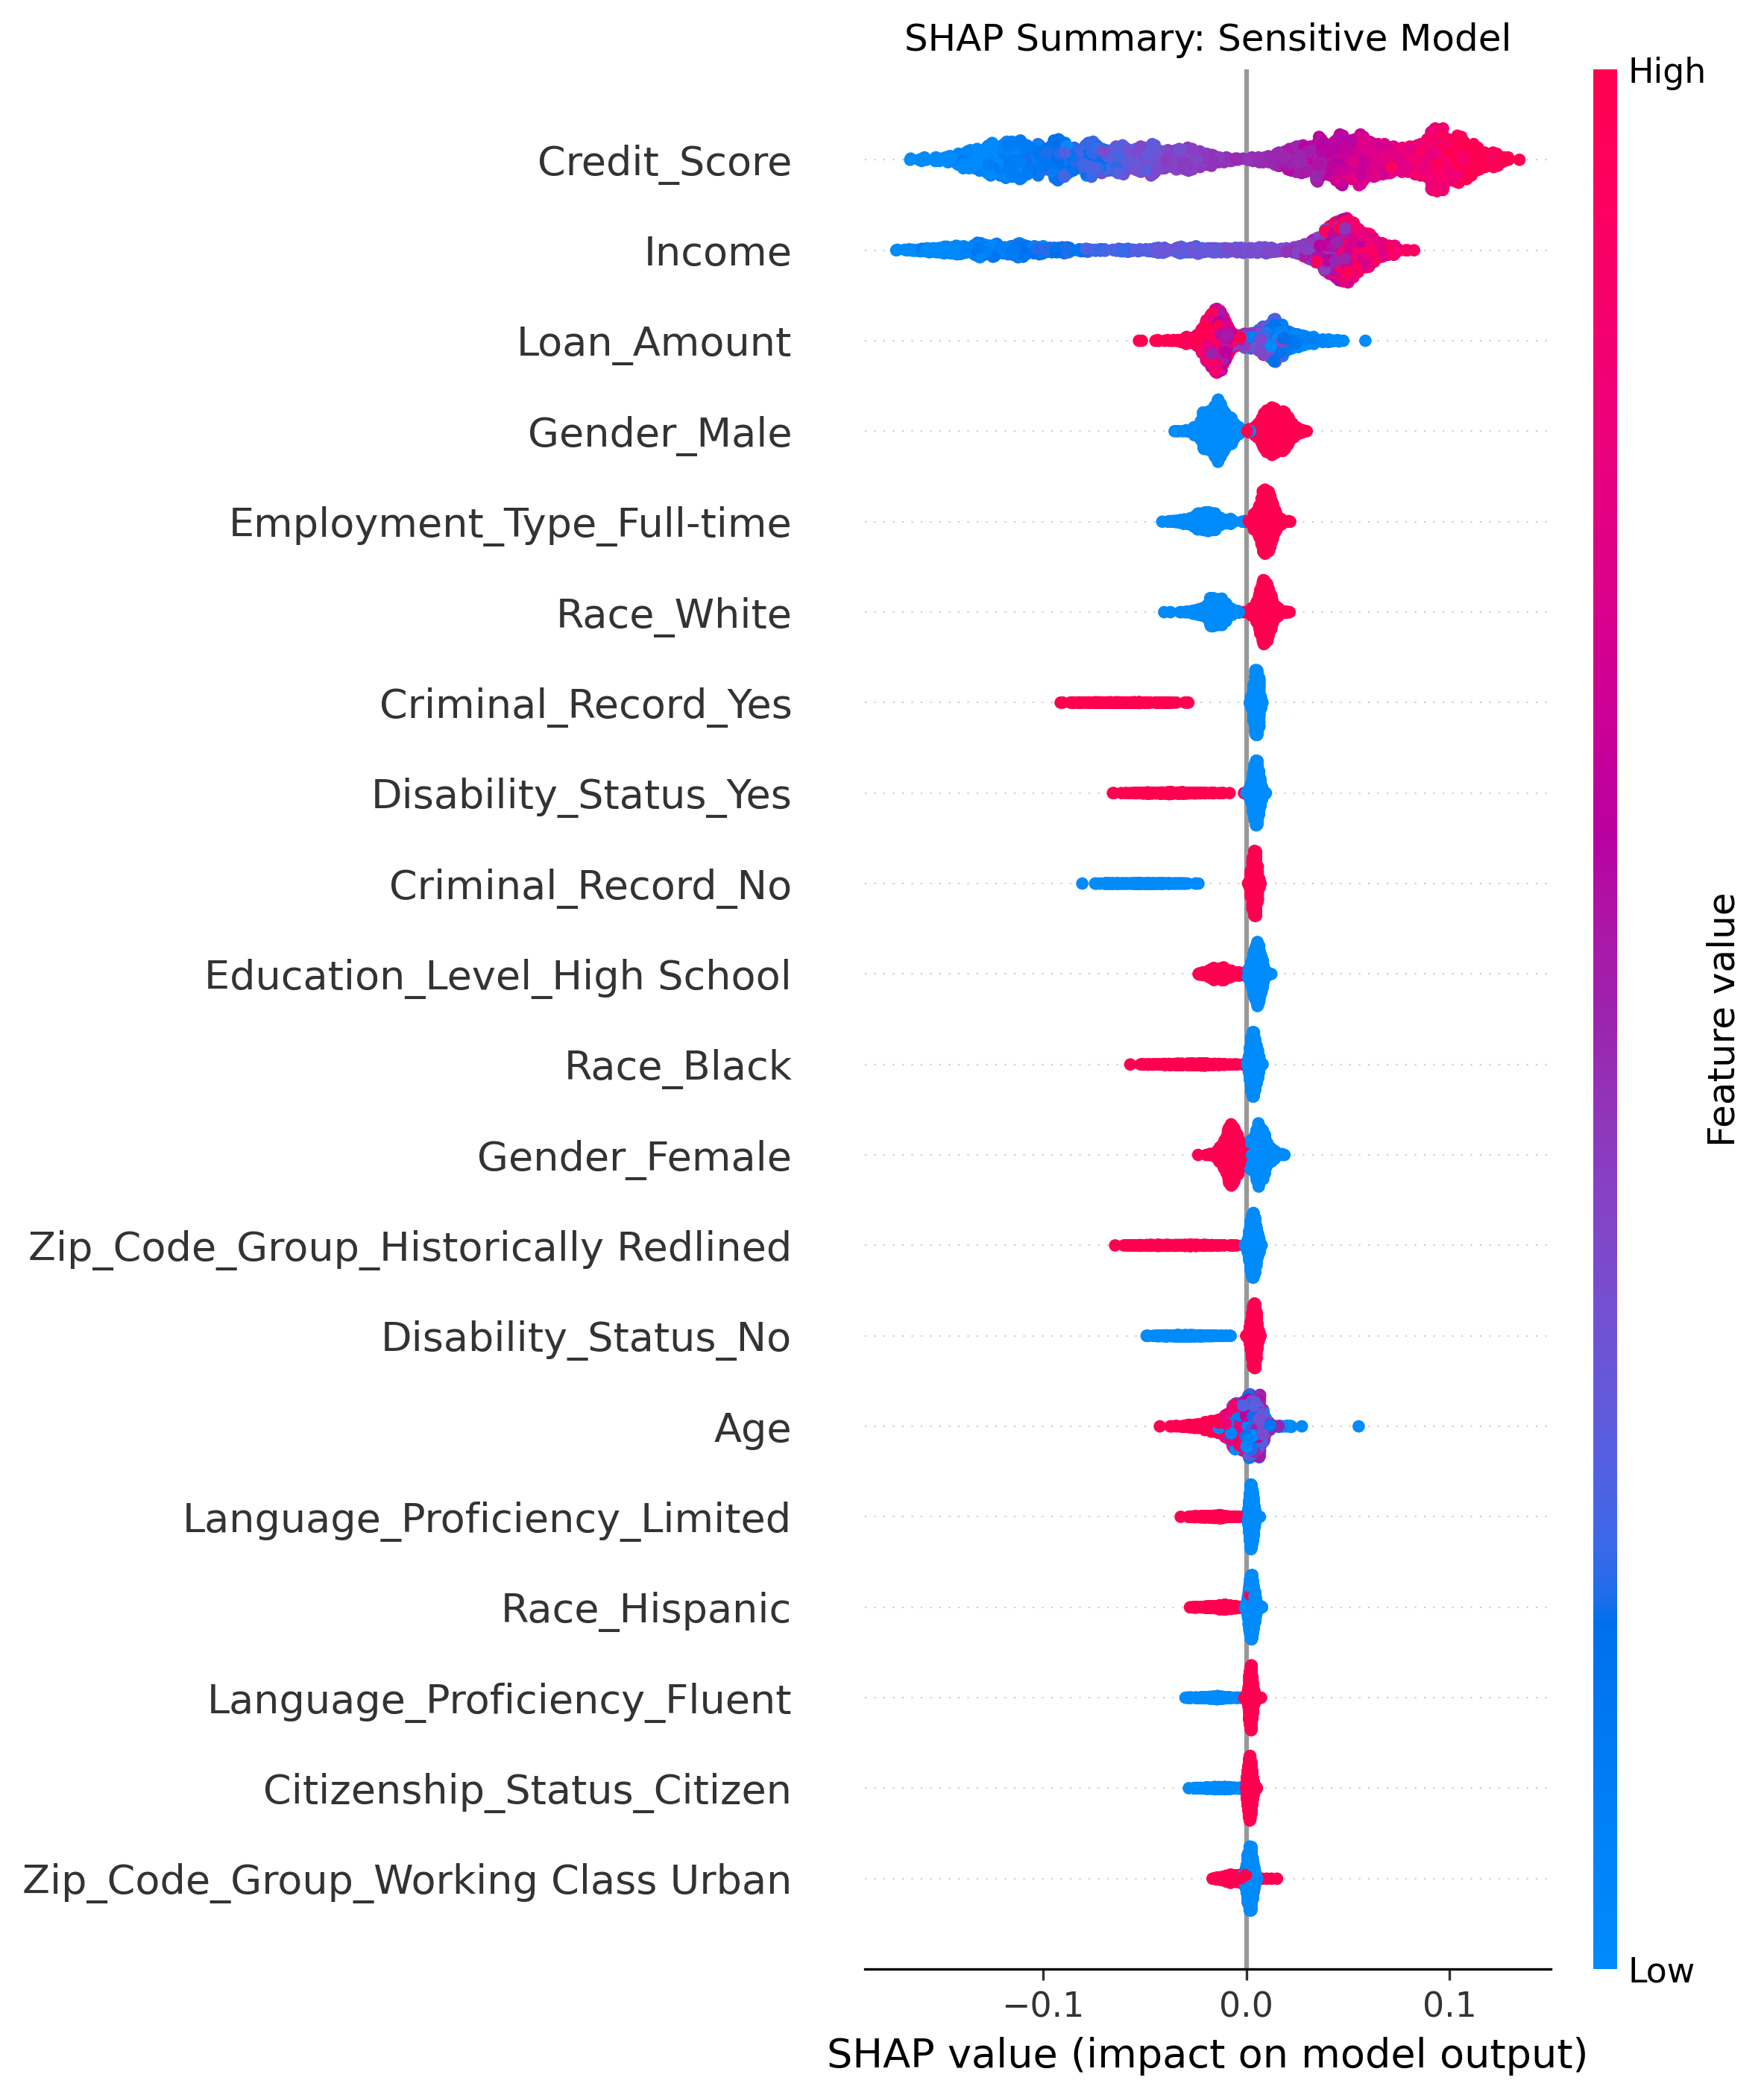 SHAP Summary: Sensitive Model
High
Credit_Score
Income
Loan_Amount
Gender_Male
Employment_Type_Full-time
Race_White
Criminal_Record_Yes
Disability_Status_Yes
Criminal_Record_No
Education_Level_High School
Race_Black
Gender_Female
Zip_Code_Group_Historically Redlined
Disability_Status_No
Age
Language_Proficiency_Limited
Race_Hispanic
Language_Proficiency_Fluent
Citizenship_Status_Citizen
Zip_Code_Group_Working Class Urban
Feature value
Low
−0.1 0.0 0.1
SHAP value (impact on model output)